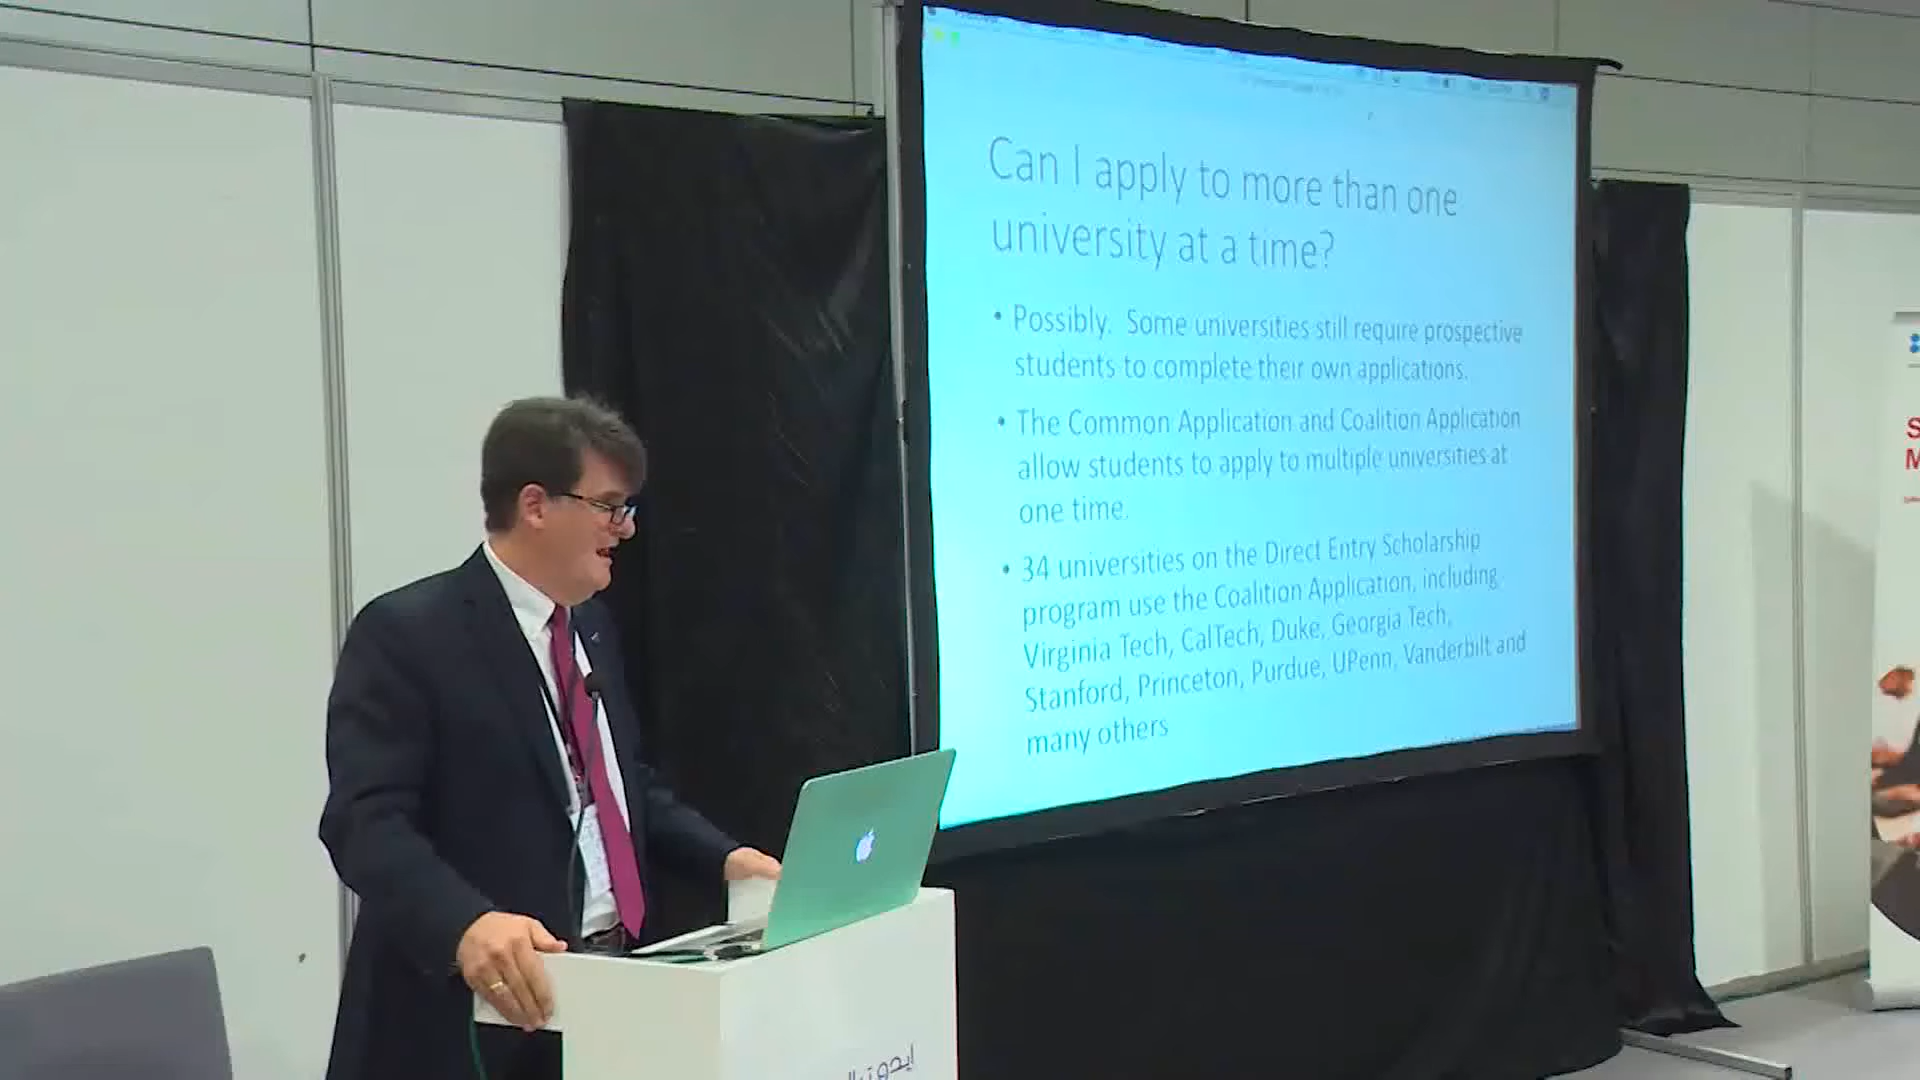 Can I apply to more than one
university at a time?
• Possibly. Some universities still require prospective
students to complete their own applications.
• The Common Application and Coalition Application
allow students to apply to multiple universities at
one time.
• 34 universities on the Direct Entry Scholarship
program use the Coalition Application, including
Virginia Tech, CalTech, Duke, Georgia Tech,
Stanford, Princeton, Purdue, UPenn, Vanderbilt and
many others
S
M